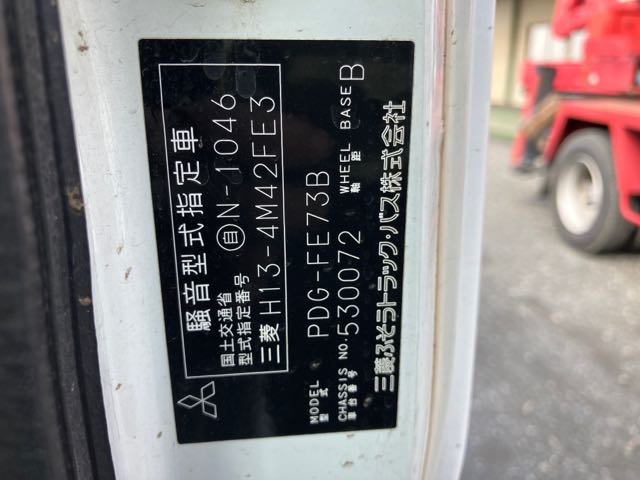 騒音型式指定車
国土交通省
型式指定番号 自 N-1046
三菱 H13-4M42FE3
MODEL
型式 PDG-FE73B
CHASSIS NO. 530072 WHEEL BASE B
車台番号 軸距
三菱ふそうトラック・バス株式会社